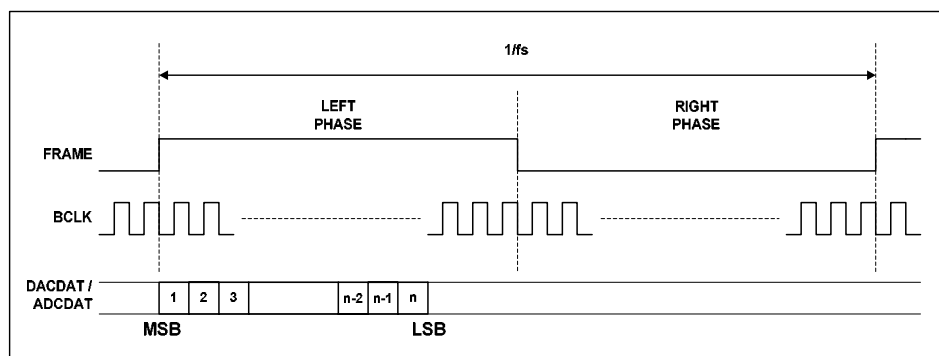 1/fs
LEFT
PHASE
RIGHT
PHASE
FRAME
BCLK
DACDAT /
ADCDAT
1 2 3 n-2 n-1 n
MSB LSB